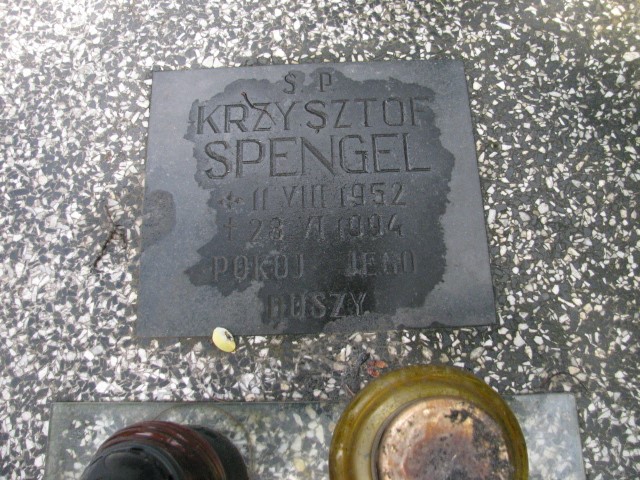 S P
KRZYSZTOF
SPENGEL
* 11 VIII 1952
† 23 VI 1994
POKÓJ JEGO
DUSZY